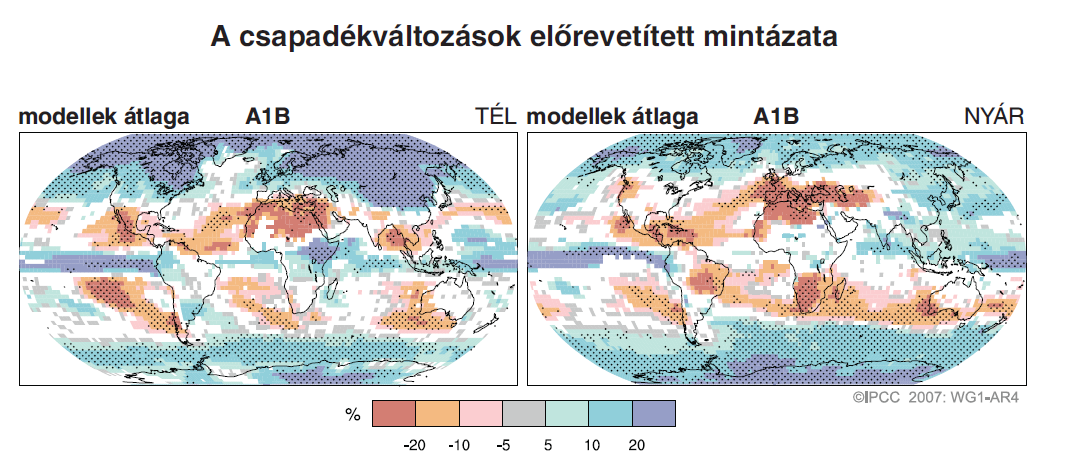 A csapadékváltozások előrevetített mintázata
modellek átlaga A1B TÉL modellek átlaga A1B NYÁR
©IPCC 2007: WG1-AR4
%
-20 -10 -5 5 10 20